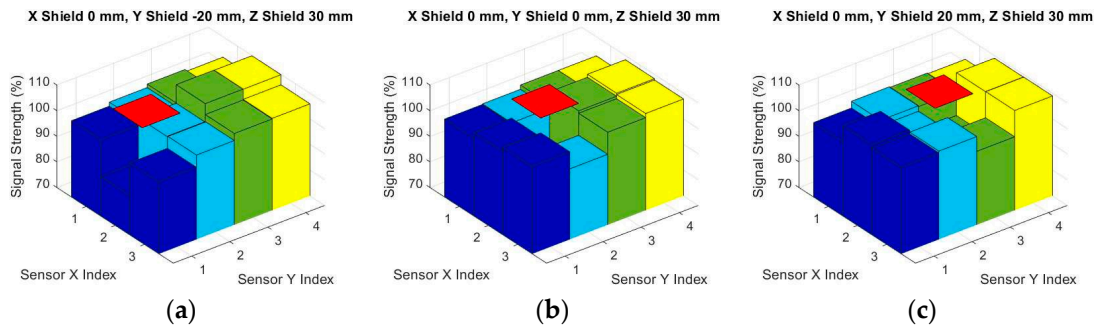 X Shield 0 mm, Y Shield -20 mm, Z Shield 30 mm
110
100
90
80
70
Signal Strength (%)
1
2
3
Sensor X Index
1
2
3
4
Sensor Y Index
(a)
X Shield 0 mm, Y Shield 0 mm, Z Shield 30 mm
110
100
90
80
70
Signal Strength (%)
1
2
3
Sensor X Index
1
2
3
4
Sensor Y Index
(b)
X Shield 0 mm, Y Shield 20 mm, Z Shield 30 mm
110
100
90
80
70
Signal Strength (%)
1
2
3
Sensor X Index
1
2
3
4
Sensor Y Index
(c)